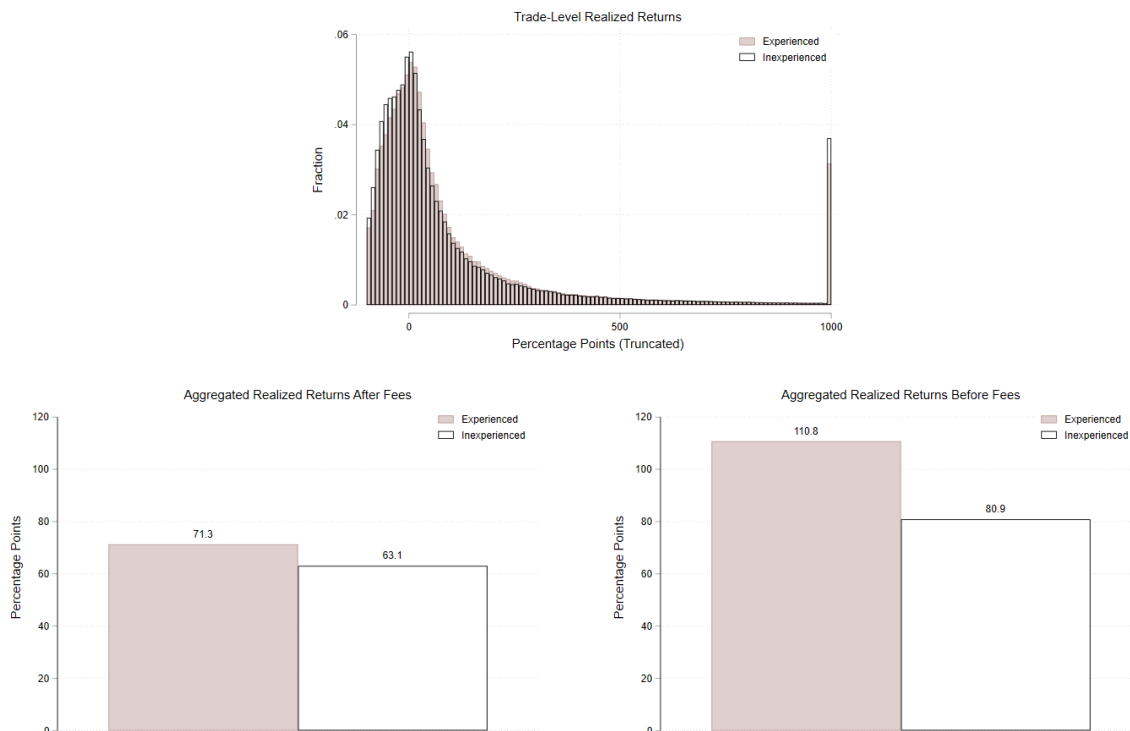 Trade-Level Realized Returns
Experienced
Inexperienced
.06
.04
.02
0
Fraction
0 500 1000
Percentage Points (Truncated)
Aggregated Realized Returns After Fees
Experienced
Inexperienced
120
100
80
60
40
20
0
Percentage Points
71.3
63.1
Aggregated Realized Returns Before Fees
Experienced
Inexperienced
120
100
80
60
40
20
0
Percentage Points
110.8
80.9